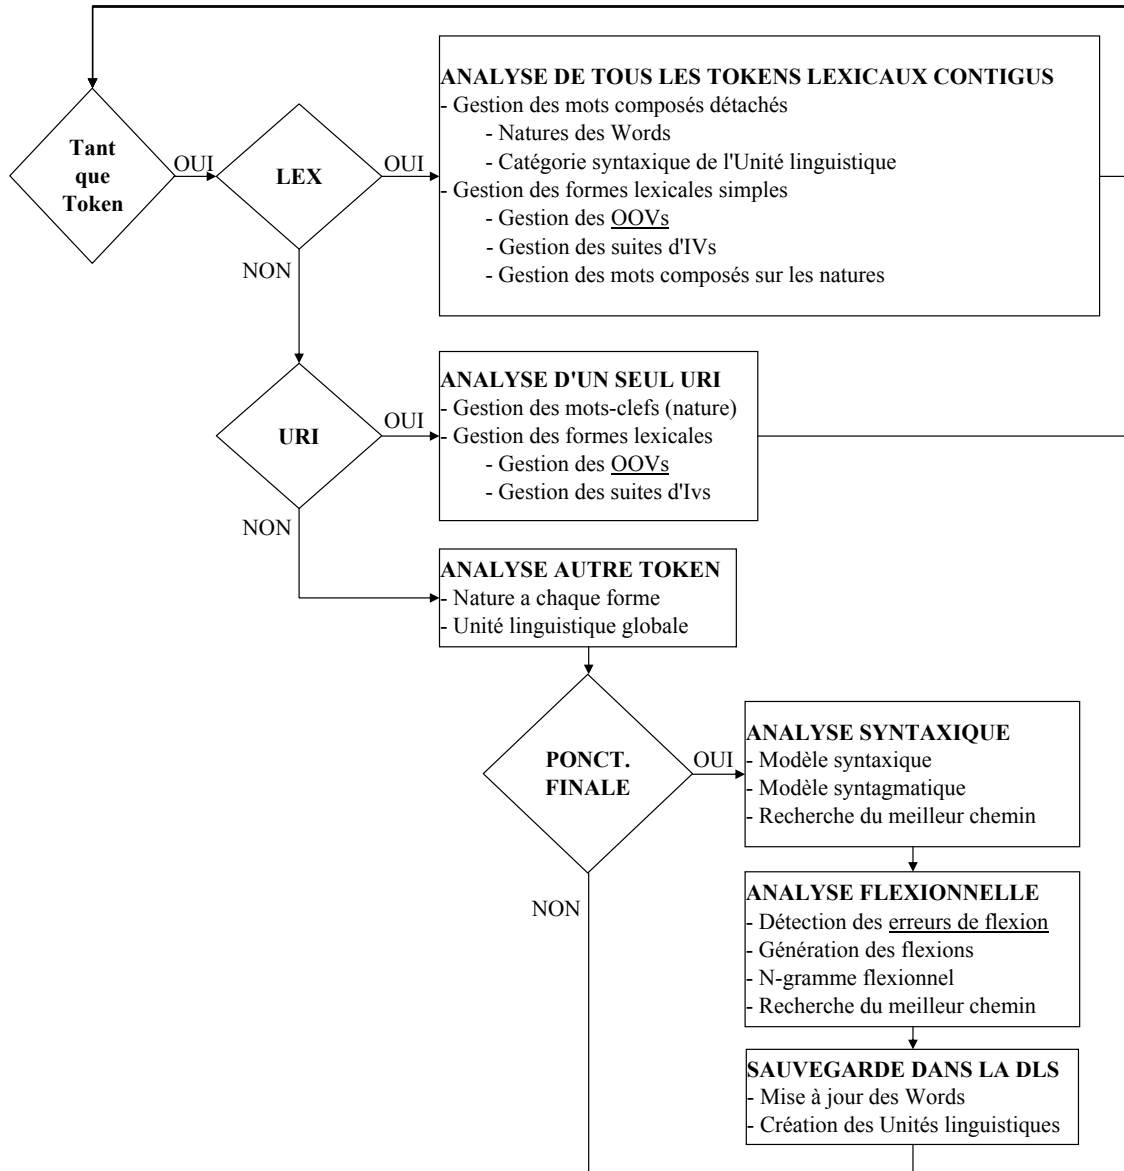 ANALYSE DE TOUS LES TOKENS LEXICAUX CONTIGUS
- Gestion des mots composés détachés
- Natures des Words
- Catégorie syntaxique de l'Unité linguistique
- Gestion des formes lexicales simples
- Gestion des OOVs
- Gestion des suites d'IVs
- Gestion des mots composés sur les natures
Tant
que
Token
OUI
LEX
OUI
NON
ANALYSE D'UN SEUL URI
- Gestion des mots-clefs (nature)
- Gestion des formes lexicales
- Gestion des OOVs
- Gestion des suites d'Ivs
URI
OUI
NON
ANALYSE AUTRE TOKEN
- Nature a chaque forme
- Unité linguistique globale
PONCT.
FINALE
OUI
NON
ANALYSE SYNTAXIQUE
- Modèle syntaxique
- Modèle syntagmatique
- Recherche du meilleur chemin
ANALYSE FLEXIONNELLE
- Détection des erreurs de flexion
- Génération des flexions
- N-gramme flexionnel
- Recherche du meilleur chemin
SAUVEGARDE DANS LA DLS
- Mise à jour des Words
- Création des Unités linguistiques